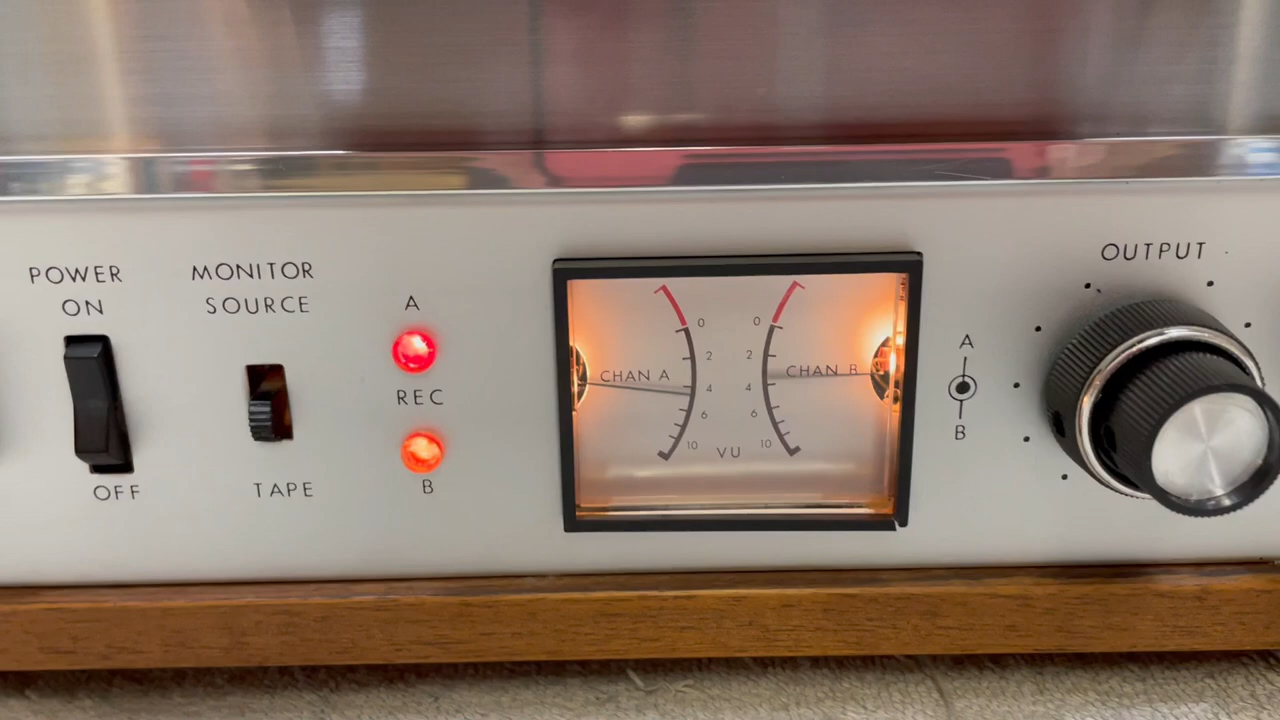 POWER
ON
OFF
MONITOR
SOURCE
TAPE
A
REC
B
CHAN A
0
2
4
6
10
CHAN B
0
2
4
6
10
VU
A
B
OUTPUT